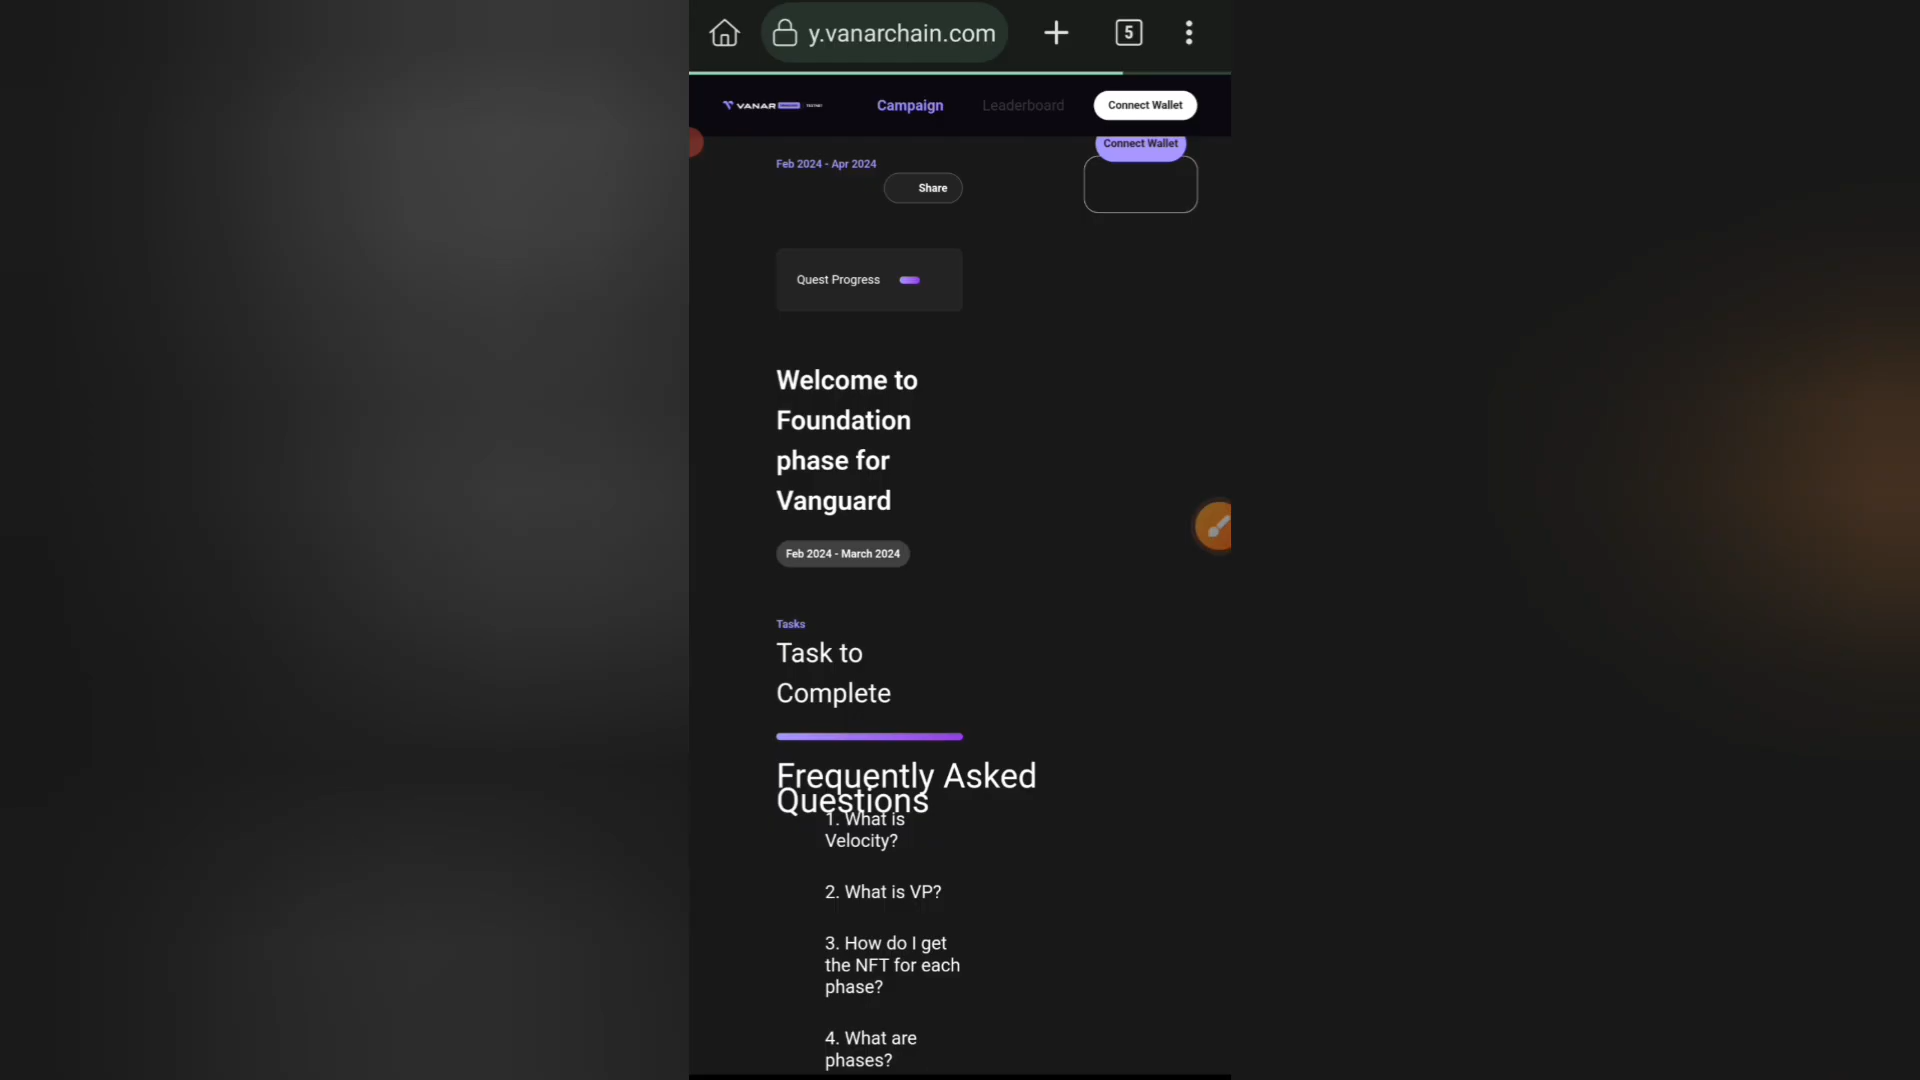 y.vanarchain.com
5
VANAR
Campaign
Leaderboard
Connect Wallet
Connect Wallet
Feb 2024 - Apr 2024
Share
Quest Progress
Welcome to
Foundation
phase for
Vanguard
Feb 2024 - March 2024
Tasks
Task to
Complete
Frequently Asked
Questions
1. What is
Velocity?
2. What is VP?
3. How do I get
the NFT for each
phase?
4. What are
phases?